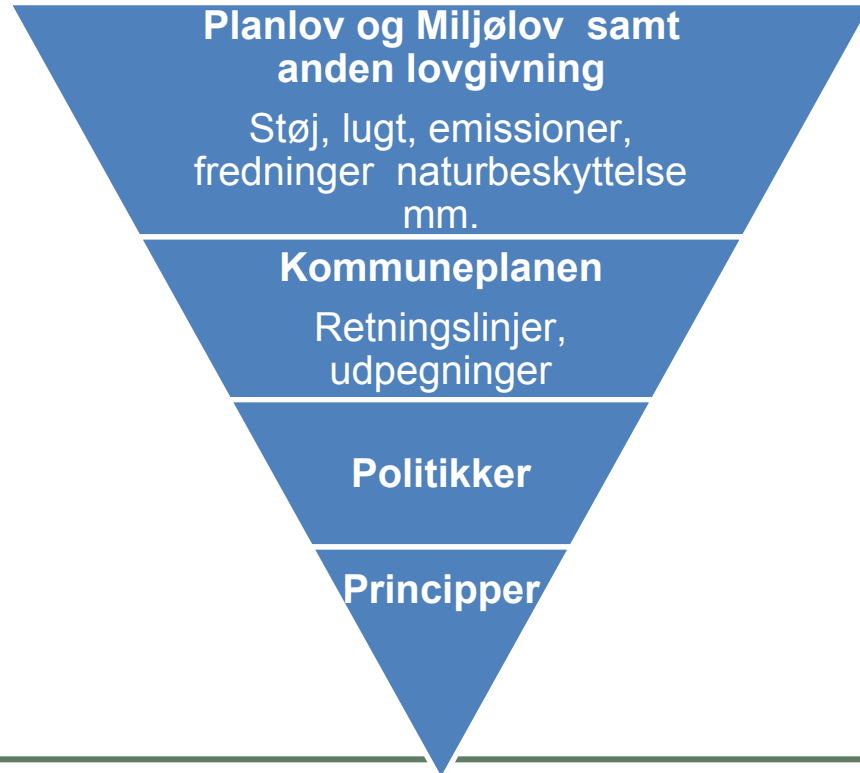 Planlov og Miljølov  samt
anden lovgivning
Støj, lugt, emissioner,
fredninger  naturbeskyttelse
mm.
Kommuneplanen
Retningslinjer,
udpegninger
Politikker
Principper